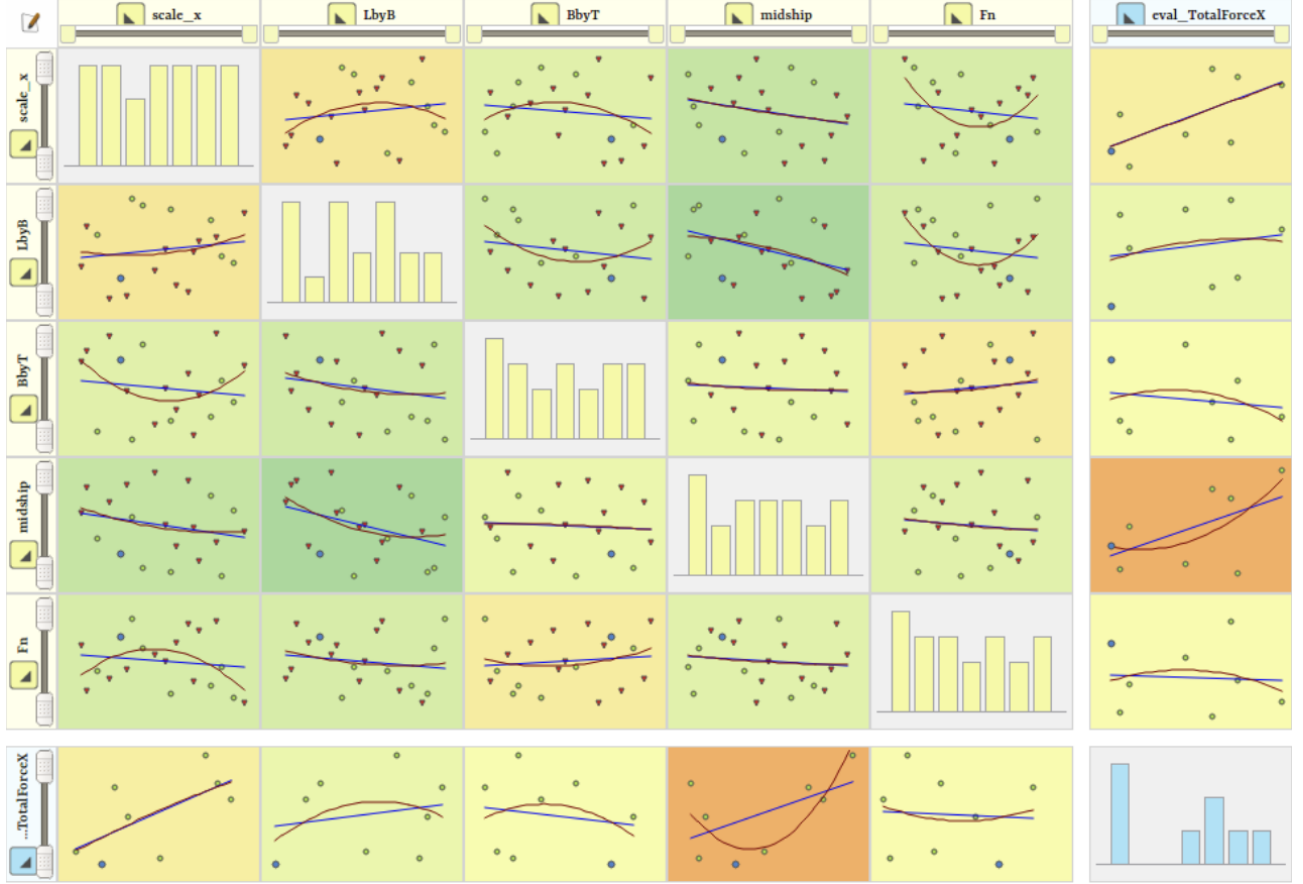 scale_x
LbyB
BbyT
midship
Fn
eval_TotalForceX
scale_x
LbyB
BbyT
midship
Fn
...TotalForceX